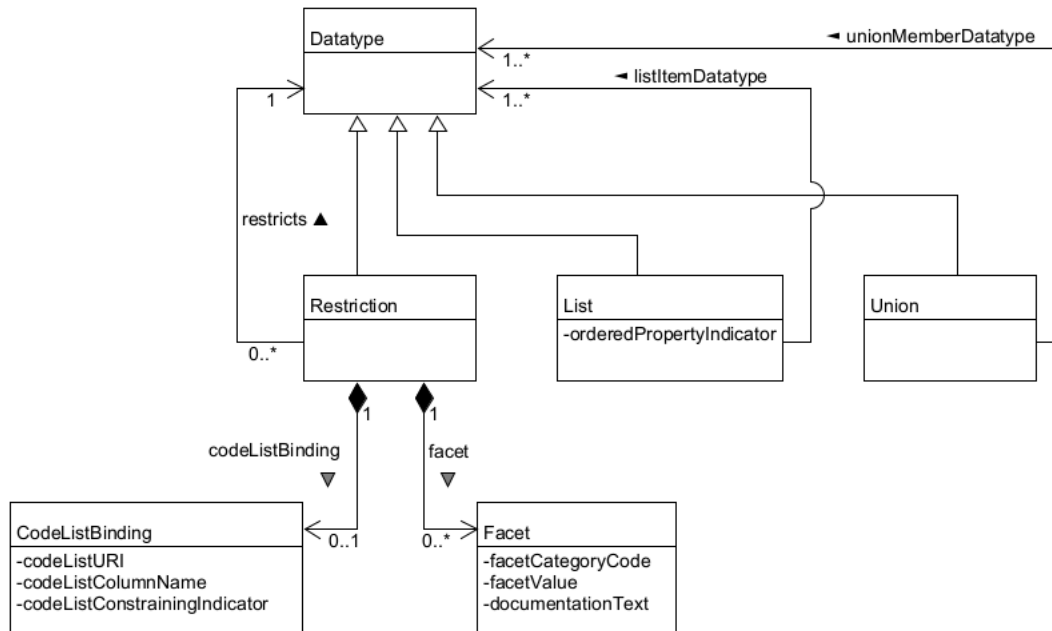 Datatype
◄ unionMemberDatatype
1..*
◄ listItemDatatype
1
1..*
restricts ▲
Restriction
List
Union
-orderedPropertyIndicator
0..*
1
1
codeListBinding
▼
facet
▼
CodeListBinding
0..1
0..*
Facet
-codeListURI
-codeListColumnName
-codeListConstrainingIndicator
-facetCategoryCode
-facetValue
-documentationText